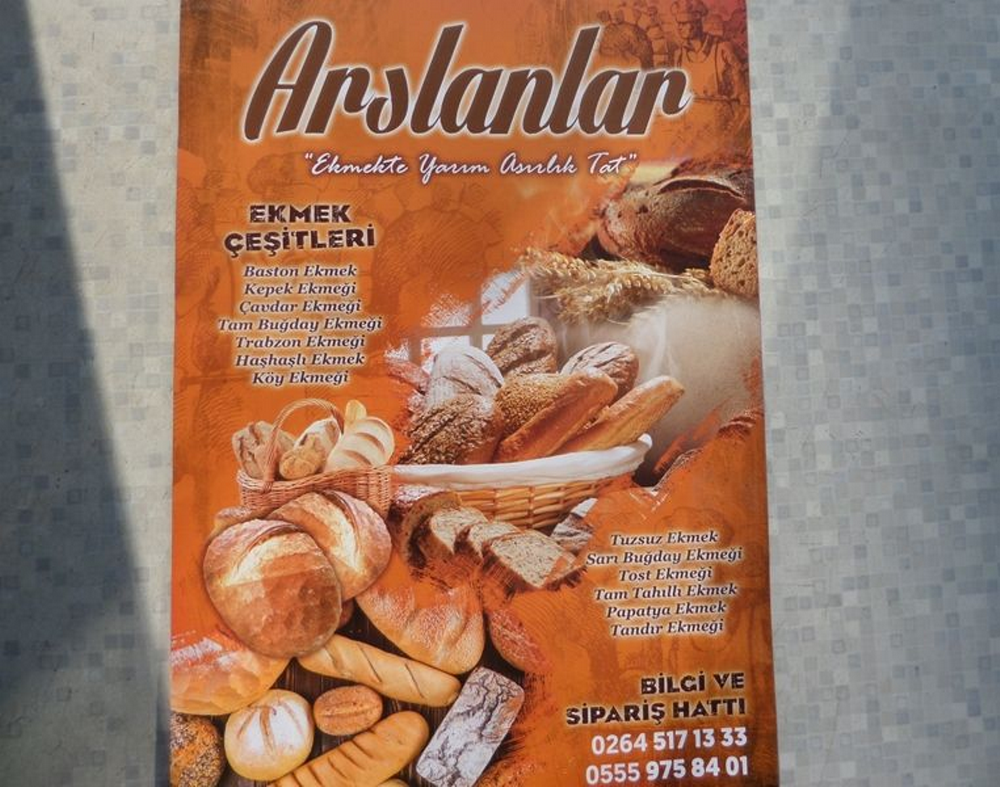 Arslanlar
"Ekmekte Yarım Asırlık Tat"
EKMEK
ÇEŞİTLERİ
Baston Ekmek
Kepek Ekmeği
Çavdar Ekmeği
Tam Buğday Ekmeği
Trabzon Ekmeği
Haşhaşlı Ekmek
Köy Ekmeği
Tuzsuz Ekmek
Sarı Buğday Ekmeği
Tost Ekmeği
Tam Tahıllı Ekmek
Papatya Ekmek
Tandır Ekmeği
BİLGİ VE
SİPARİŞ HATTI
0264 517 13 33
0555 975 84 01